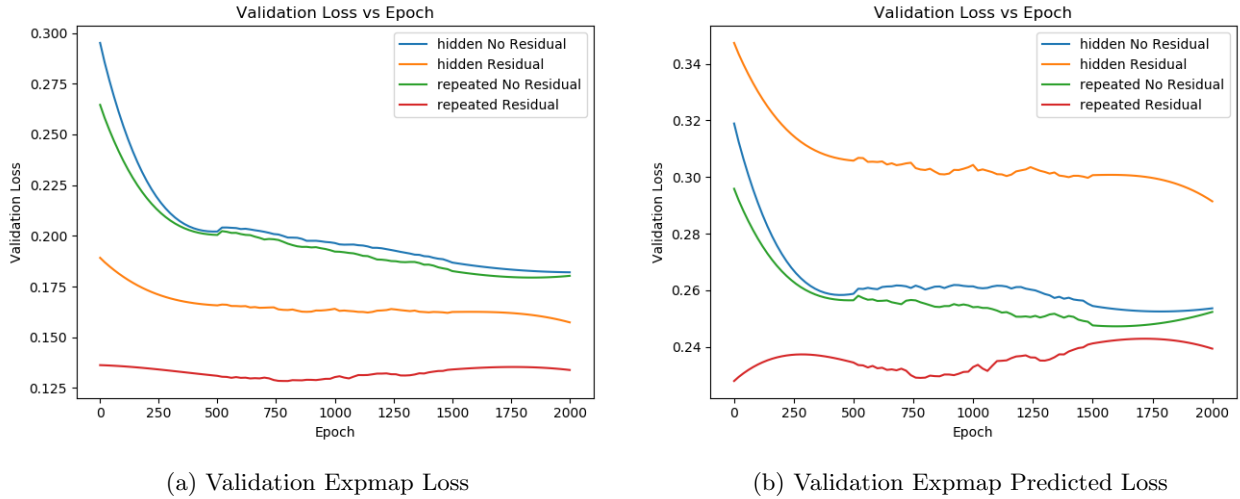 Validation Loss vs Epoch
0.300
0.275
0.250
0.225
0.200
0.175
0.150
0.125
Validation Loss
hidden No Residual
hidden Residual
repeated No Residual
repeated Residual
0 250 500 750 1000 1250 1500 1750 2000
Epoch
(a) Validation Expmap Loss
Validation Loss vs Epoch
0.34
0.32
0.30
0.28
0.26
0.24
Validation Loss
hidden No Residual
hidden Residual
repeated No Residual
repeated Residual
0 250 500 750 1000 1250 1500 1750 2000
Epoch
(b) Validation Expmap Predicted Loss